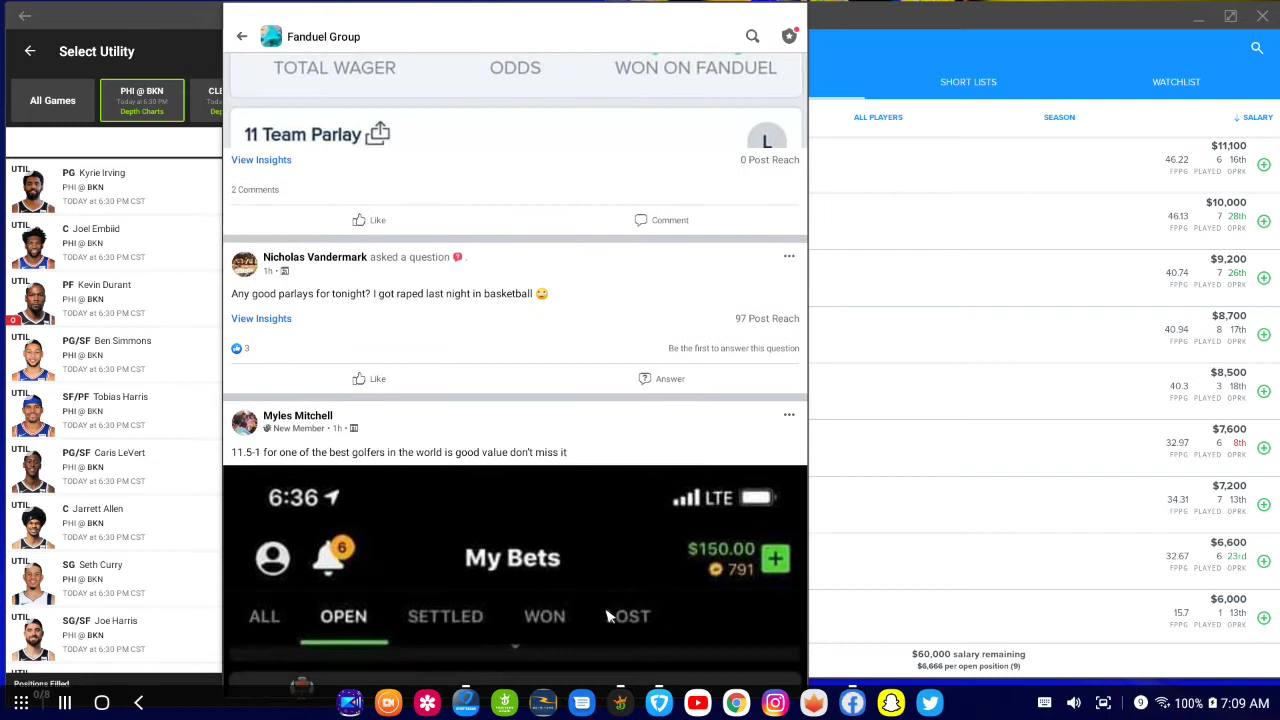 Select Utility
All Games
PHI @ BKN
Today at 6:30 PM
Depth Charts
CLE
Toda
Dep
UTIL
PG Kyrie Irving
PHI @ BKN
TODAY at 6:30 PM CST
UTIL
C Joel Embiid
PHI @ BKN
TODAY at 6:30 PM CST
UTIL
PF Kevin Durant
PHI @ BKN
TODAY at 6:30 PM CST
O
UTIL
PG/SF Ben Simmons
PHI @ BKN
TODAY at 6:30 PM CST
UTIL
SF/PF Tobias Harris
PHI @ BKN
TODAY at 6:30 PM CST
UTIL
PG/SF Caris LeVert
PHI @ BKN
TODAY at 6:30 PM CST
UTIL
C Jarrett Allen
PHI @ BKN
TODAY at 6:30 PM CST
UTIL
SG Seth Curry
PHI @ BKN
TODAY at 6:30 PM CST
UTIL
SG/SF Joe Harris
PHI @ BKN
TODAY at 6:30 PM CST
UTIL
Positions Filled
0/8
Fanduel Group
TOTAL WAGER ODDS WON ON FANDUEL
11 Team Parlay
L
View Insights 0 Post Reach
2 Comments
Like Comment
Nicholas Vandermark asked a question .
1h •
Any good parlays for tonight? I got raped last night in basketball
View Insights 97 Post Reach
3 Be the first to answer this question
Like Answer
Myles Mitchell
New Member • 1h •
11.5-1 for one of the best golfers in the world is good value don't miss it
6:36 LTE
6 My Bets $150.00
791
ALL OPEN SETTLED WON LOST
SHORT LISTS WATCHLIST
ALL PLAYERS SEASON SALARY
$11,100
46.22 6 16th
FPPG PLAYED OPRK
$10,000
46.13 7 28th
FPPG PLAYED OPRK
$9,200
40.74 7 26th
FPPG PLAYED OPRK
$8,700
40.94 8 17th
FPPG PLAYED OPRK
$8,500
40.3 3 18th
FPPG PLAYED OPRK
$7,600
32.97 6 8th
FPPG PLAYED OPRK
$7,200
34.31 7 13th
FPPG PLAYED OPRK
$6,600
32.67 6 23rd
FPPG PLAYED OPRK
$6,000
15.7 1 13th
FPPG PLAYED OPRK
$60,000 salary remaining
$6,666 per open position (9)
9 100% 7:58 AM